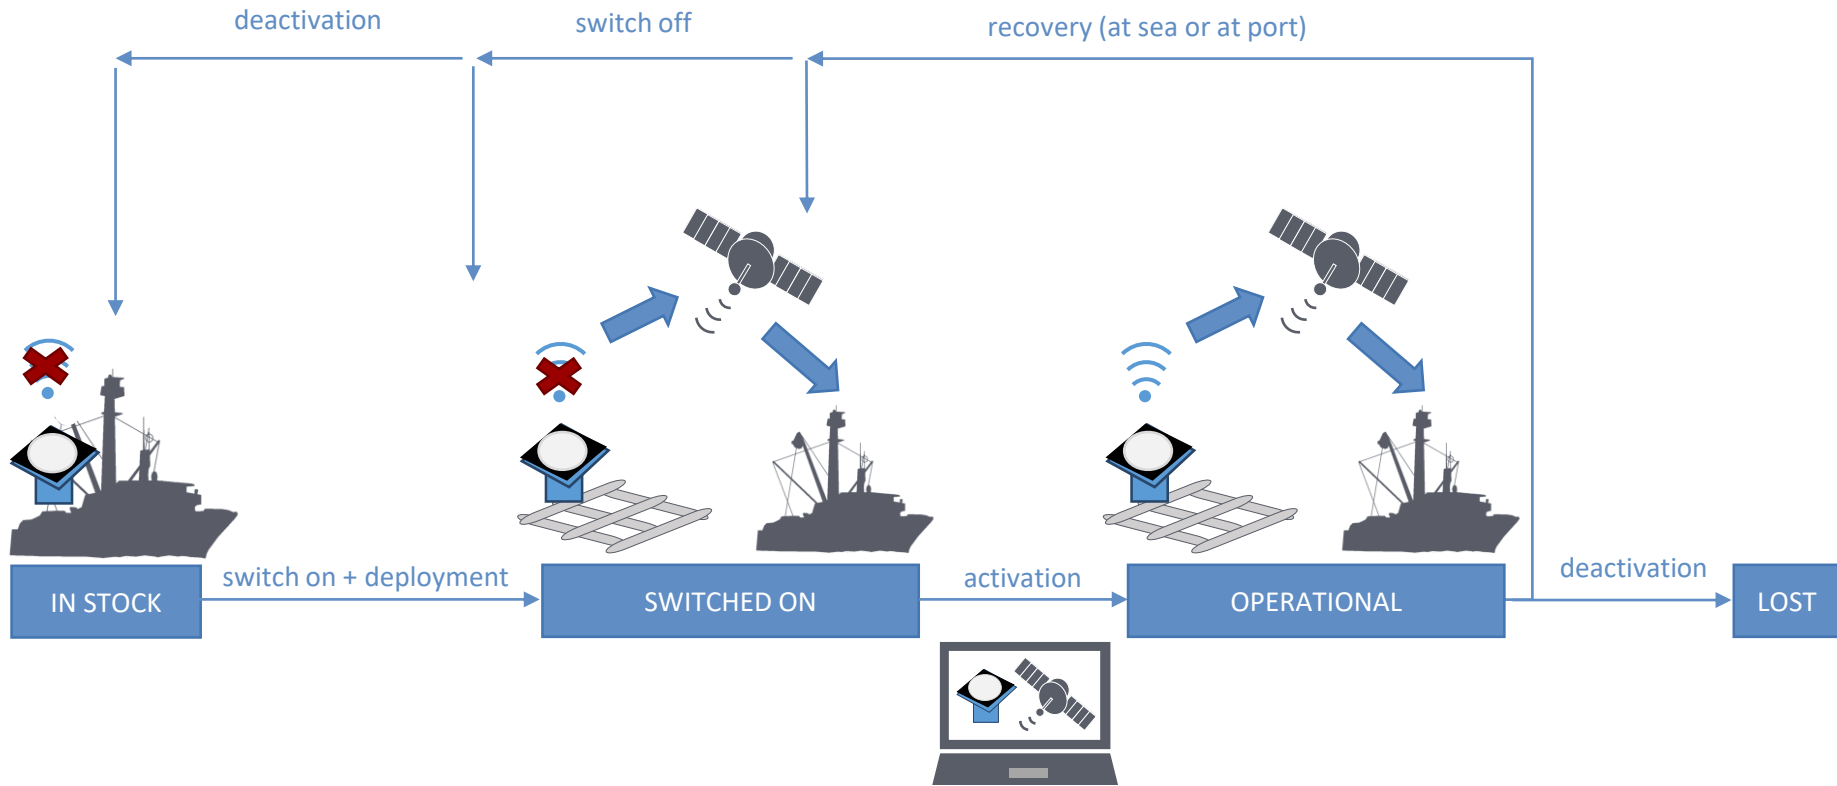 deactivation
switch off
recovery (at sea or at port)
switch on + deployment
activation
deactivation
IN STOCK
SWITCHED ON
OPERATIONAL
LOST